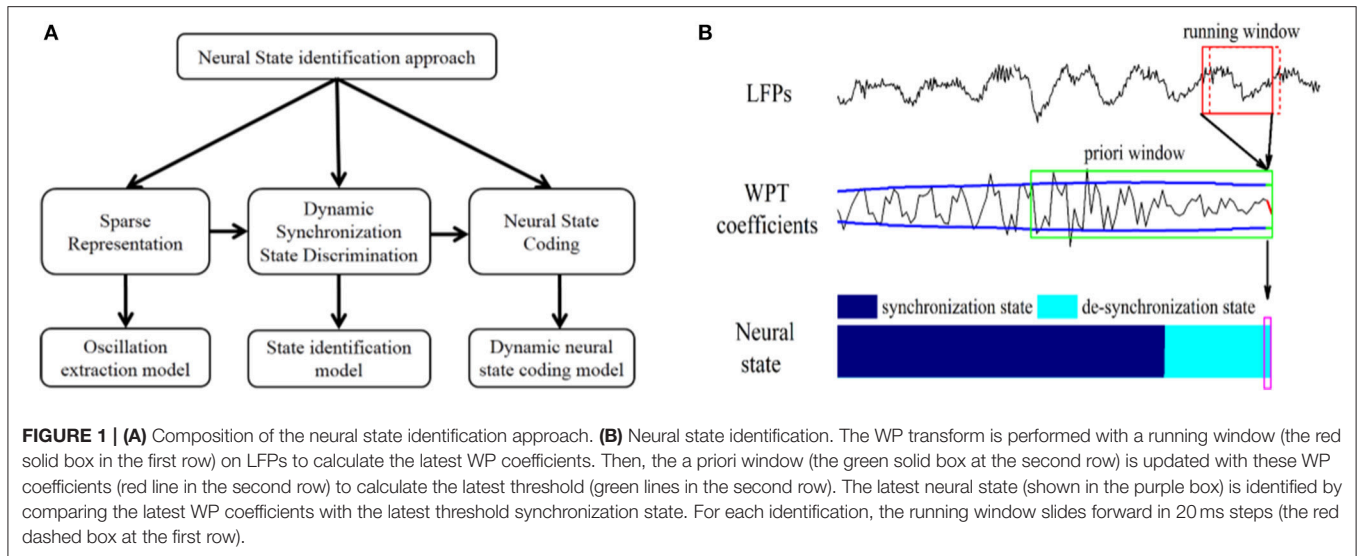 A
Neural State identification approach
Sparse
Representation
Dynamic
Synchronization
State Discrimination
Neural State
Coding
Oscillation
extraction model
State identification
model
Dynamic neural
state coding model
B
running window
LFPs
priori window
WPT
coefficients
synchronization state
de-synchronization state
Neural
state
FIGURE 1 | (A) Composition of the neural state identification approach. (B) Neural state identification. The WP transform is performed with a running window (the red
solid box in the first row) on LFPs to calculate the latest WP coefficients. Then, the a priori window (the green solid box at the second row) is updated with these WP
coefficients (red line in the second row) to calculate the latest threshold (green lines in the second row). The latest neural state (shown in the purple box) is identified by
comparing the latest WP coefficients with the latest threshold synchronization state. For each identification, the running window slides forward in 20 ms steps (the red
dashed box at the first row).